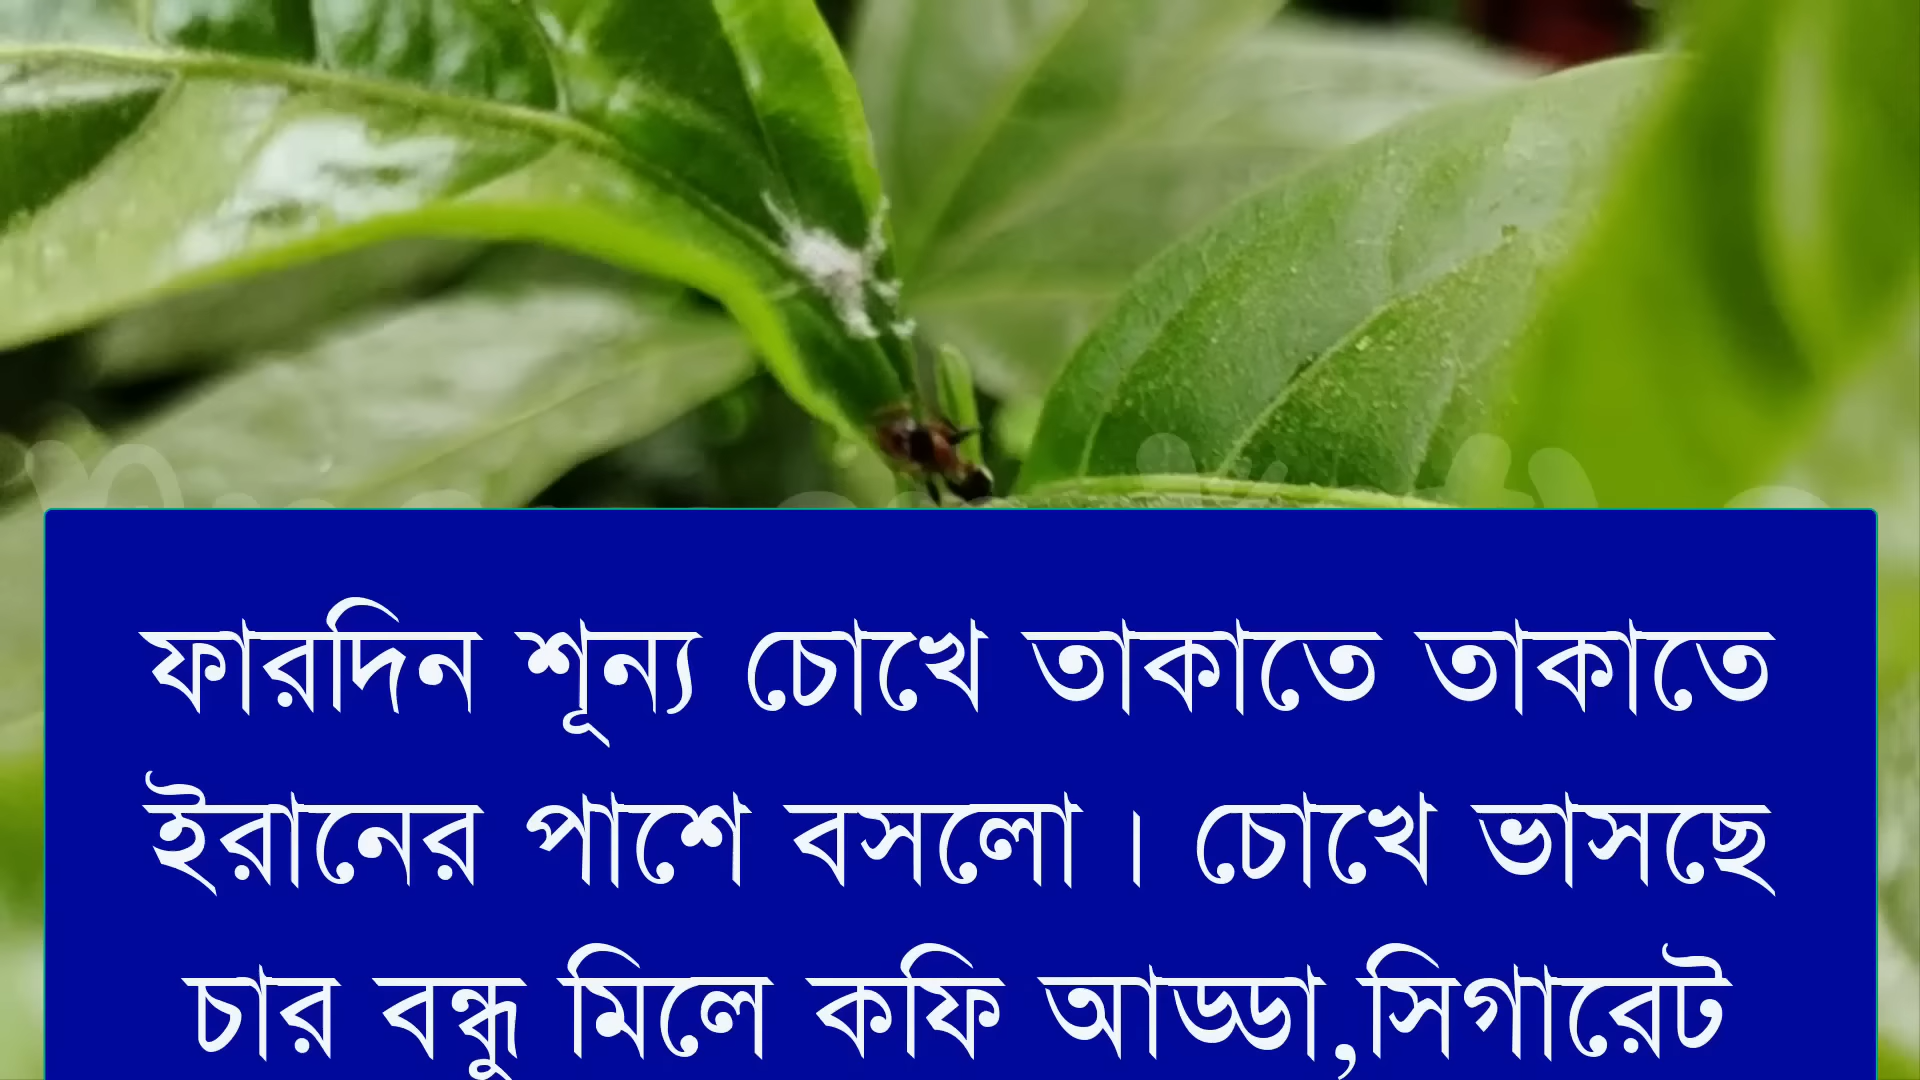 ফারদিন শূন্য চোখে তাকাতে তাকাতে
ইরানের পাশে বসলো। চোখে ভাসছে
চার বন্ধু মিলে কফি আড্ডা,সিগারেট